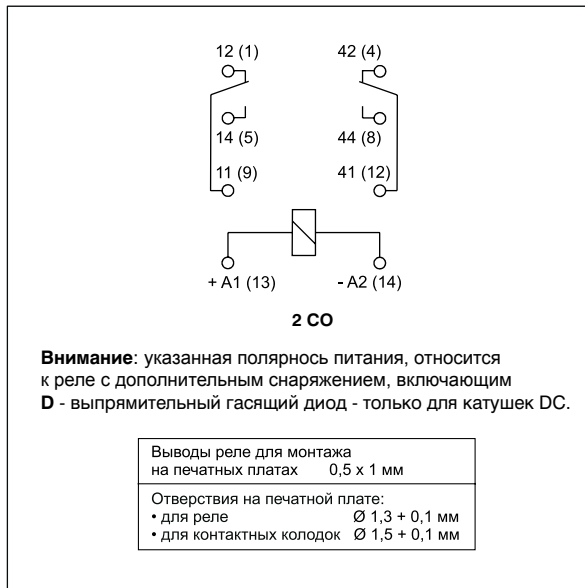 12 (1) 42 (4)
14 (5) 44 (8)
11 (9) 41 (12)
+ A1 (13) - A2 (14)
2 CO
Внимание: указанная полярнось питания, относится
к реле с дополнительным снаряжением, включающим
D - выпрямительный гасящий диод - только для катушек DC.
Выводы реле для монтажа
на печатных платах 0,5 x 1 мм
Отверстия на печатной плате:
• для реле Ø 1,3 + 0,1 мм
• для контактных колодок Ø 1,5 + 0,1 мм